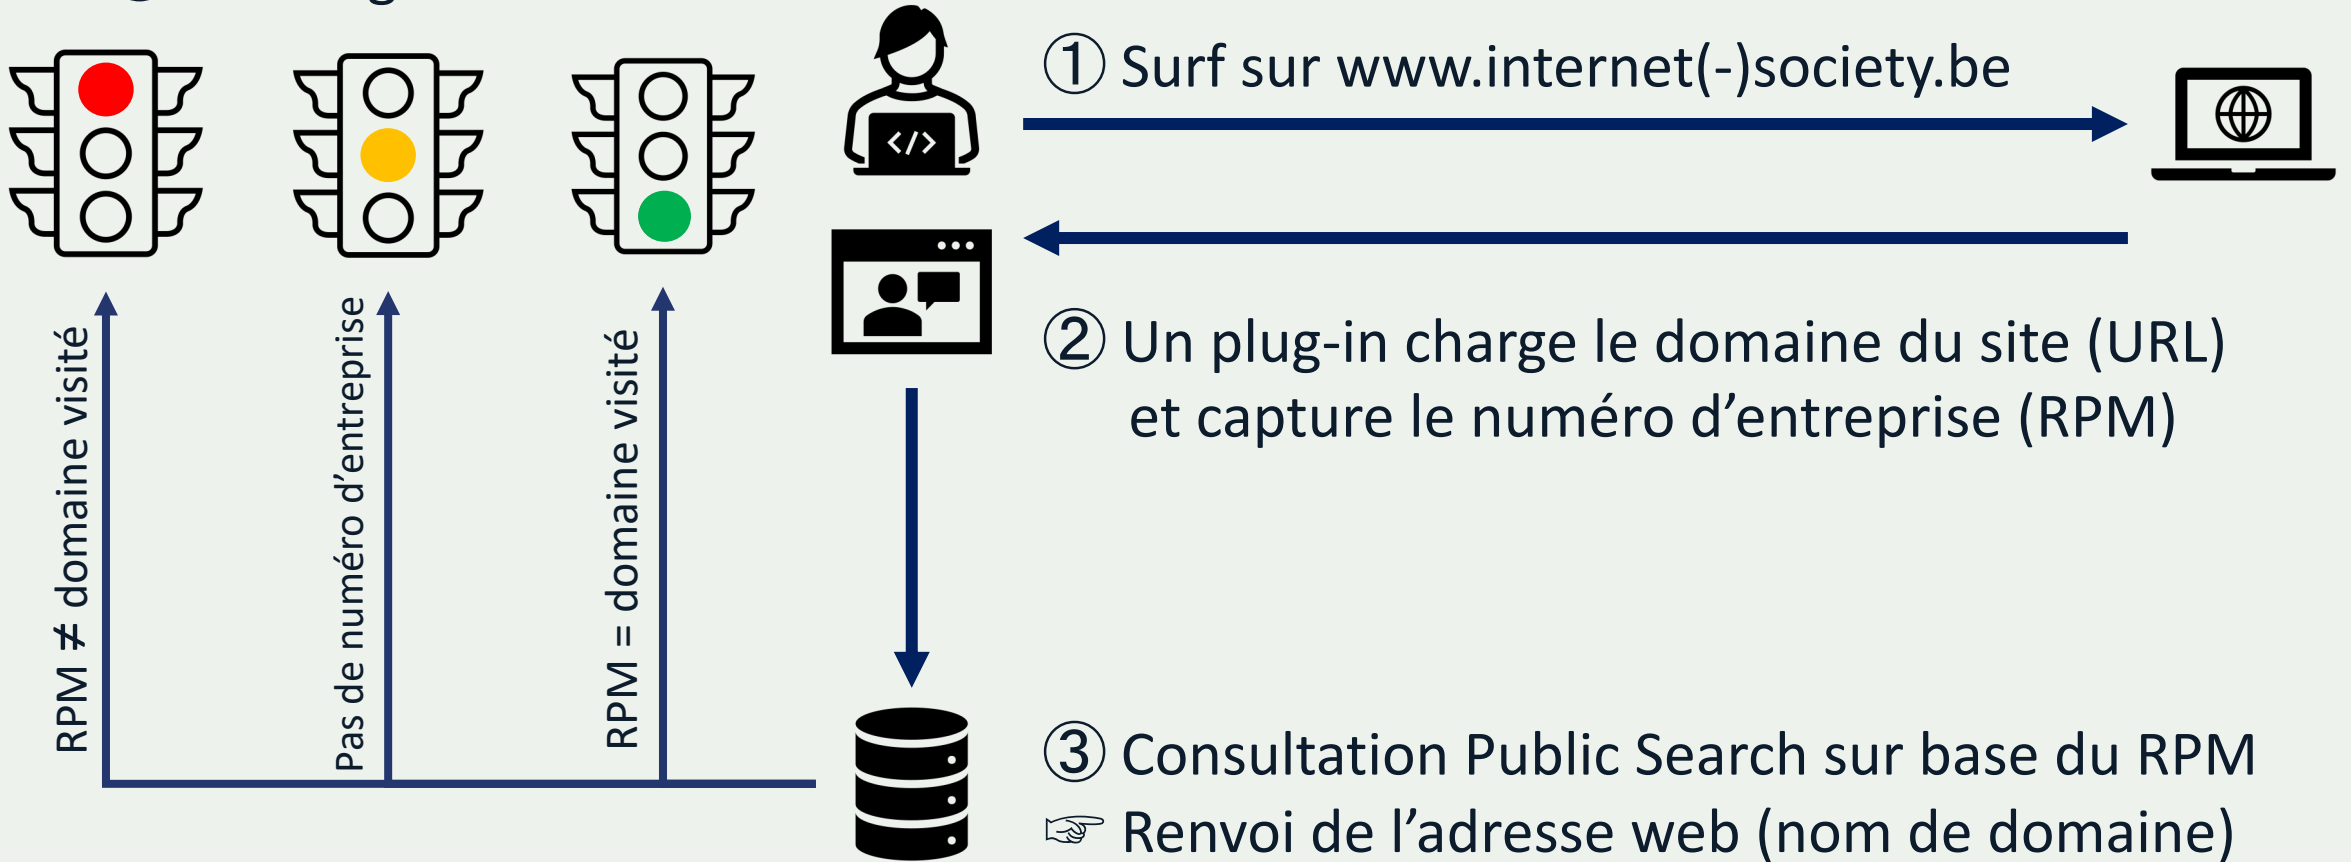 ① Surf sur www.internet(-)society.be
② Un plug-in charge le domaine du site (URL)
et capture le numéro d’entreprise (RPM)
③ Consultation Public Search sur base du RPM
☞ Renvoi de l’adresse web (nom de domaine)
RPM ≠ domaine visité
Pas de numéro d’entreprise
RPM = domaine visité